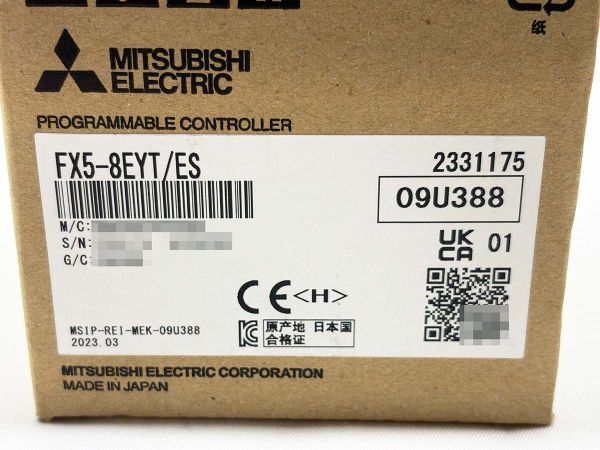 纸
MITSUBISHI
ELECTRIC
PROGRAMMABLE CONTROLLER
FX5-8EYT/ES
2331175
09U388
M/C:
S/N:
G/C:
UK
CA 01
CE <H>
MSIP-REI-MEK-09U388
2023.03
原产地 日本国
合格证
MITSUBISHI ELECTRIC CORPORATION
MADE IN JAPAN